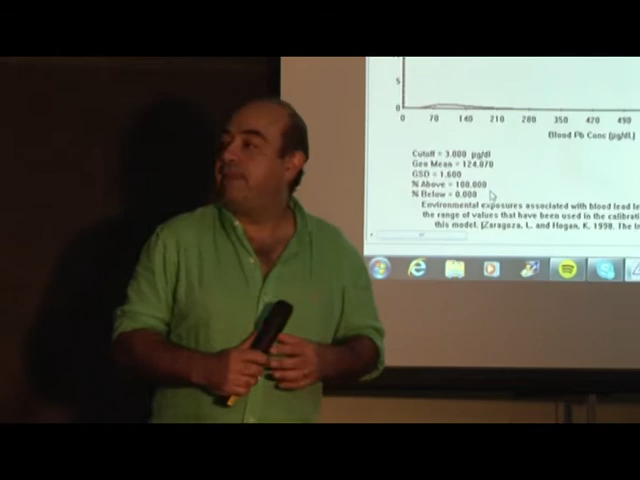 5
0
0 70 140 210 280 350 420 490
Blood Pb Conc (µg/dL)
Cutoff = 3.000 µg/dl
Geo Mean = 124.070
GSD = 1.600
% Above = 100.000
% Below = 0.000
Environmental exposures associated with blood lead le
the range of values that have been used in the calibrati
this model. (Zaragoza, L. and Hogan, K. 1998. The In